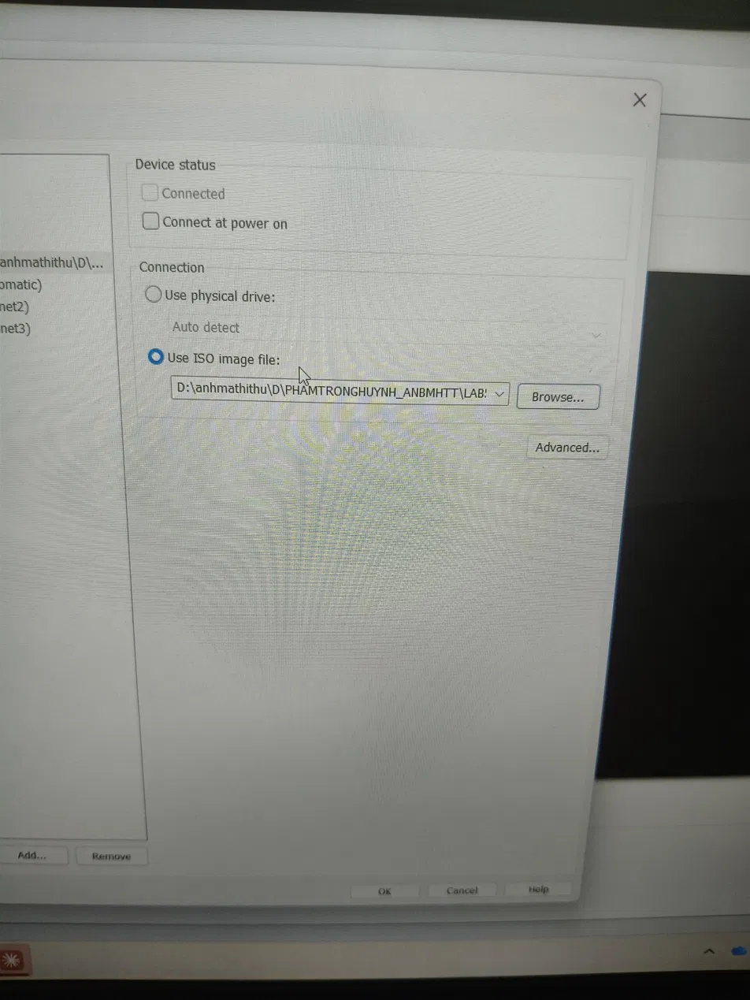 Device status
Connected
Connect at power on
anhmathithu\D\...
omatic)
net2)
net3)
Connection
Use physical drive:
Auto detect
Use ISO image file:
D:\anhmathithu\D\PHAMTRONGHUYNH_ANBMHTT\LAB
Browse...
Advanced...
Add...
Remove
OK
Cancel
Help